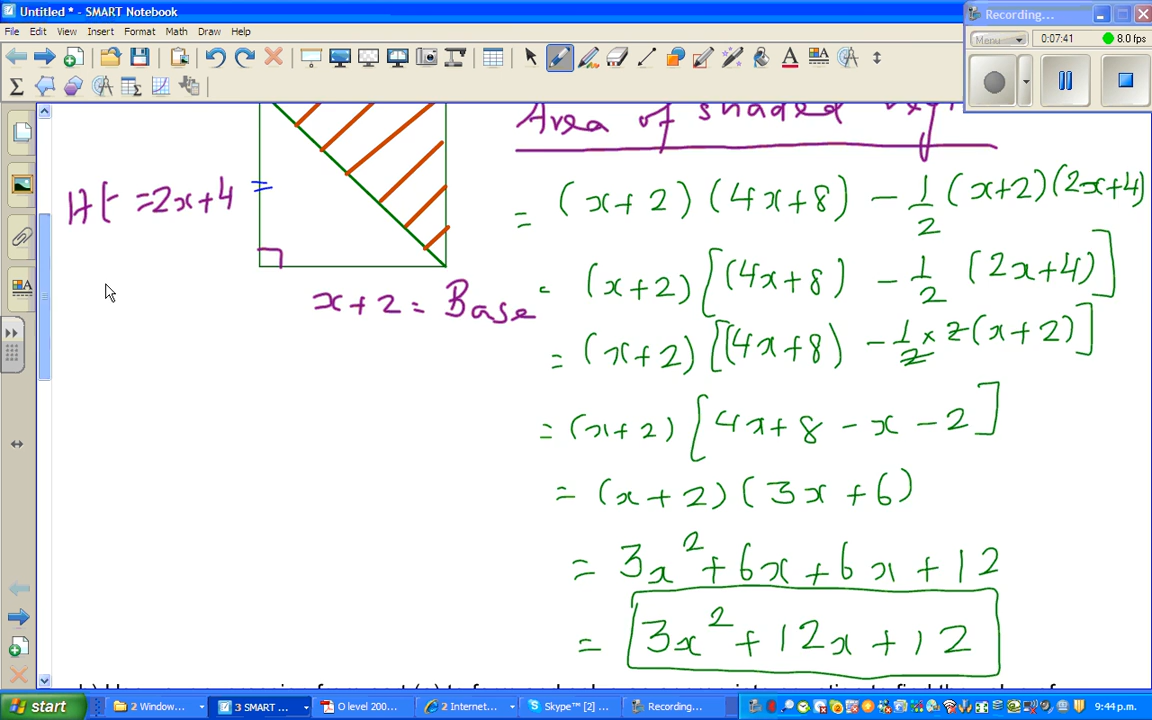 Untitled * - SMART Notebook
Recording...
File Edit View Insert Format Math Draw Help
Menu 0:07:41 8.0 fps
Area of shaded
Ht = 2x+4
= (x+2)(4x+8) - 1/2 (x+2)(2x+4)
= (x+2)[(4x+8) - 1/2 (2x+4)]
x+2 = Base
= (x+2)[(4x+8) - 1/2 × 2(x+2)]
= (x+2)[4x+8 - x - 2]
= (x+2)(3x+6)
= 3x² + 6x + 6x + 12
= 3x² + 12x + 12
start 2 Window... 3 SMART ... O level 200... 2 Internet... Skype™ [2] ... Recording... 9:44 p.m.